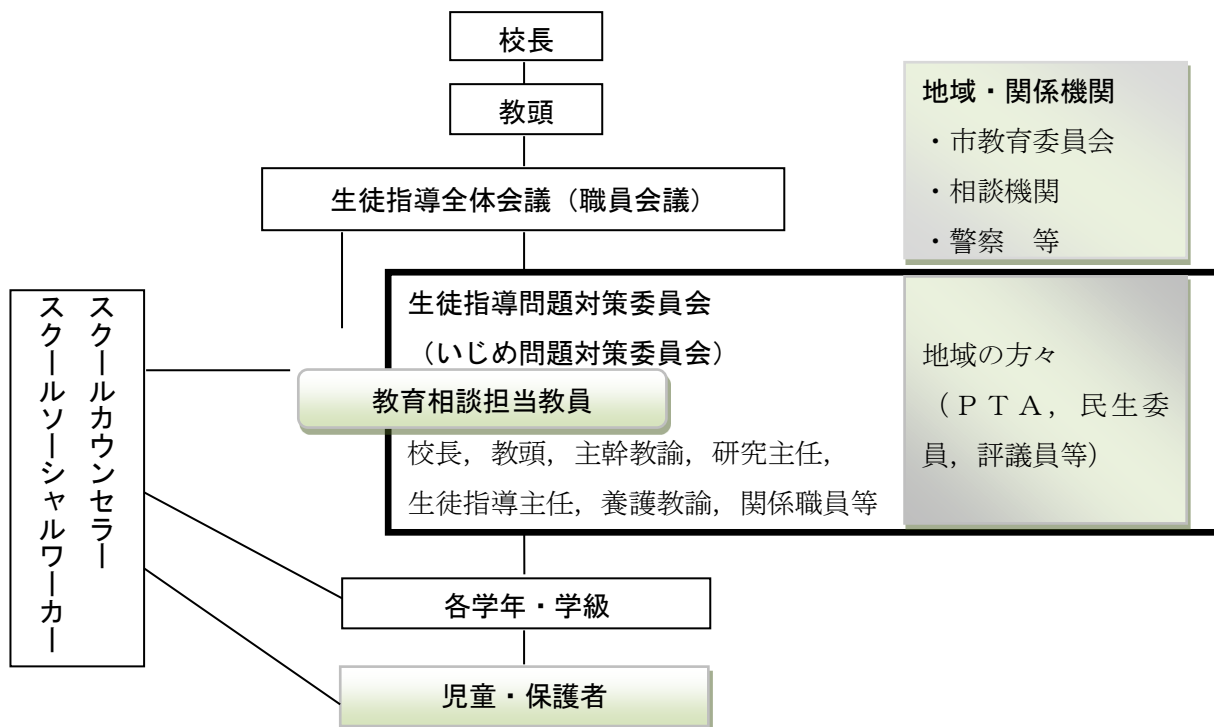 校長
教頭
生徒指導全体会議（職員会議）
地域・関係機関
・市教育委員会
・相談機関
・警察　等
スクールカウンセラー
スクールソーシャルワーカー
生徒指導問題対策委員会
（いじめ問題対策委員会）
教育相談担当教員
校長，教頭，主幹教諭，研究主任，
生徒指導主任，養護教諭，関係職員等
地域の方々
（ＰＴＡ，民生委
員，評議員等）
各学年・学級
児童・保護者